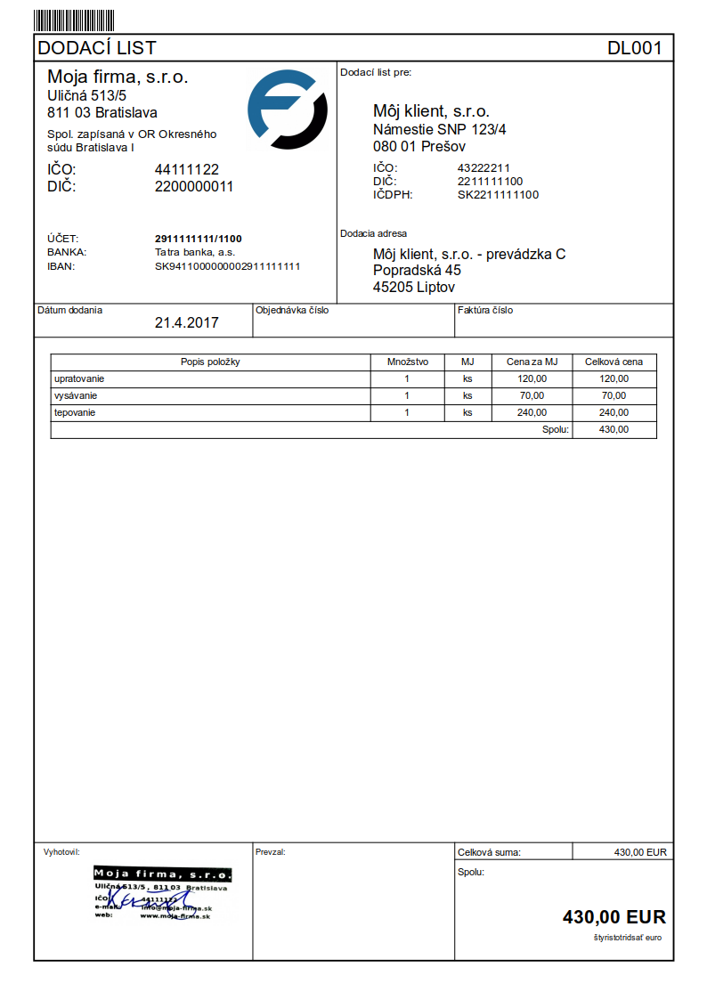 DODACÍ LIST DL001
Moja firma, s.r.o.
Uličná 513/5
811 03 Bratislava
Spol. zapísaná v OR Okresného
súdu Bratislava I
IČO: 44111122
DIČ: 2200000011
ÚČET: 2911111111/1100
BANKA: Tatra banka, a.s.
IBAN: SK9411000000002911111111
Dodací list pre:
Môj klient, s.r.o.
Námestie SNP 123/4
080 01 Prešov
IČO: 43222211
DIČ: 2211111100
IČDPH: SK2211111100
Dodacia adresa
Môj klient, s.r.o. - prevádzka C
Popradská 45
45205 Liptov
Dátum dodania
21.4.2017
Objednávka číslo
Faktúra číslo
Popis položky Množstvo MJ Cena za MJ Celková cena
upratovanie 1 ks 120,00 120,00
vysávanie 1 ks 70,00 70,00
tepovanie 1 ks 240,00 240,00
Spolu: 430,00
Vyhotovil:
Moja firma, s.r.o.
Uličná 513/5, 811 03 Bratislava
IČO: 44111122
e-mail: info@moja-firma.sk
web: www.moja-firma.sk
Prevzal:
Celková suma: 430,00 EUR
Spolu:
430,00 EUR
štyristotridsať euro